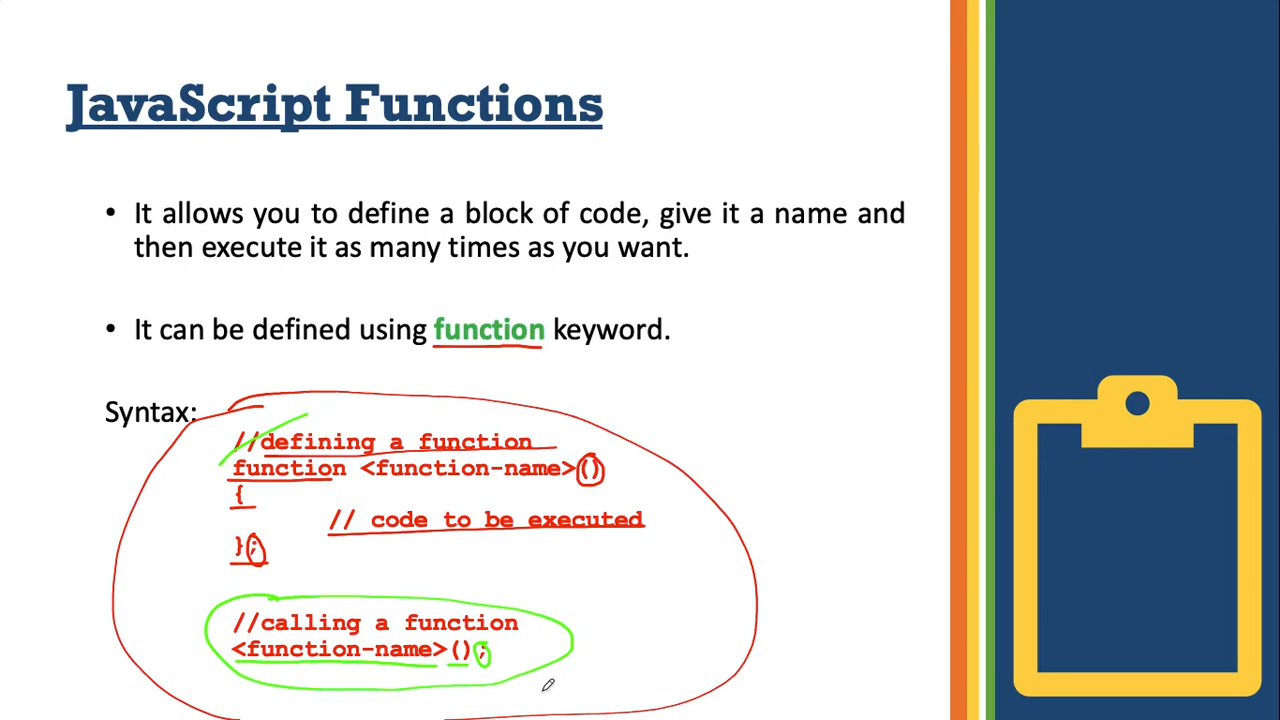 JavaScript Functions
• It allows you to define a block of code, give it a name and
then execute it as many times as you want.
• It can be defined using function keyword.
Syntax:
//defining a function
function <function-name>()
{
// code to be executed
};
//calling a function
<function-name>();